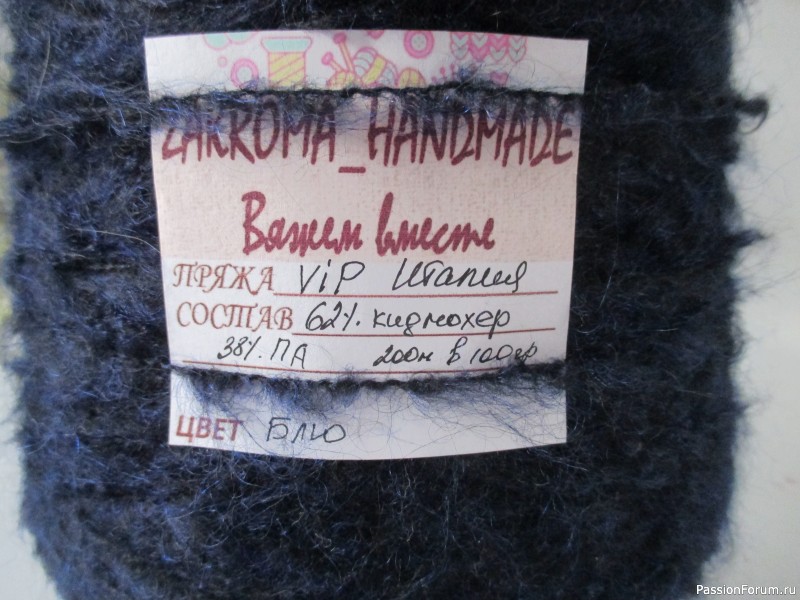 ZAKROMA_HANDMADE
Вяжем вместе
ПРЯЖА VIP Италия
СОСТАВ 62% кидмохер
38% ПА 200м в 100гр
ЦВЕТ Блю
PassionForum.ru